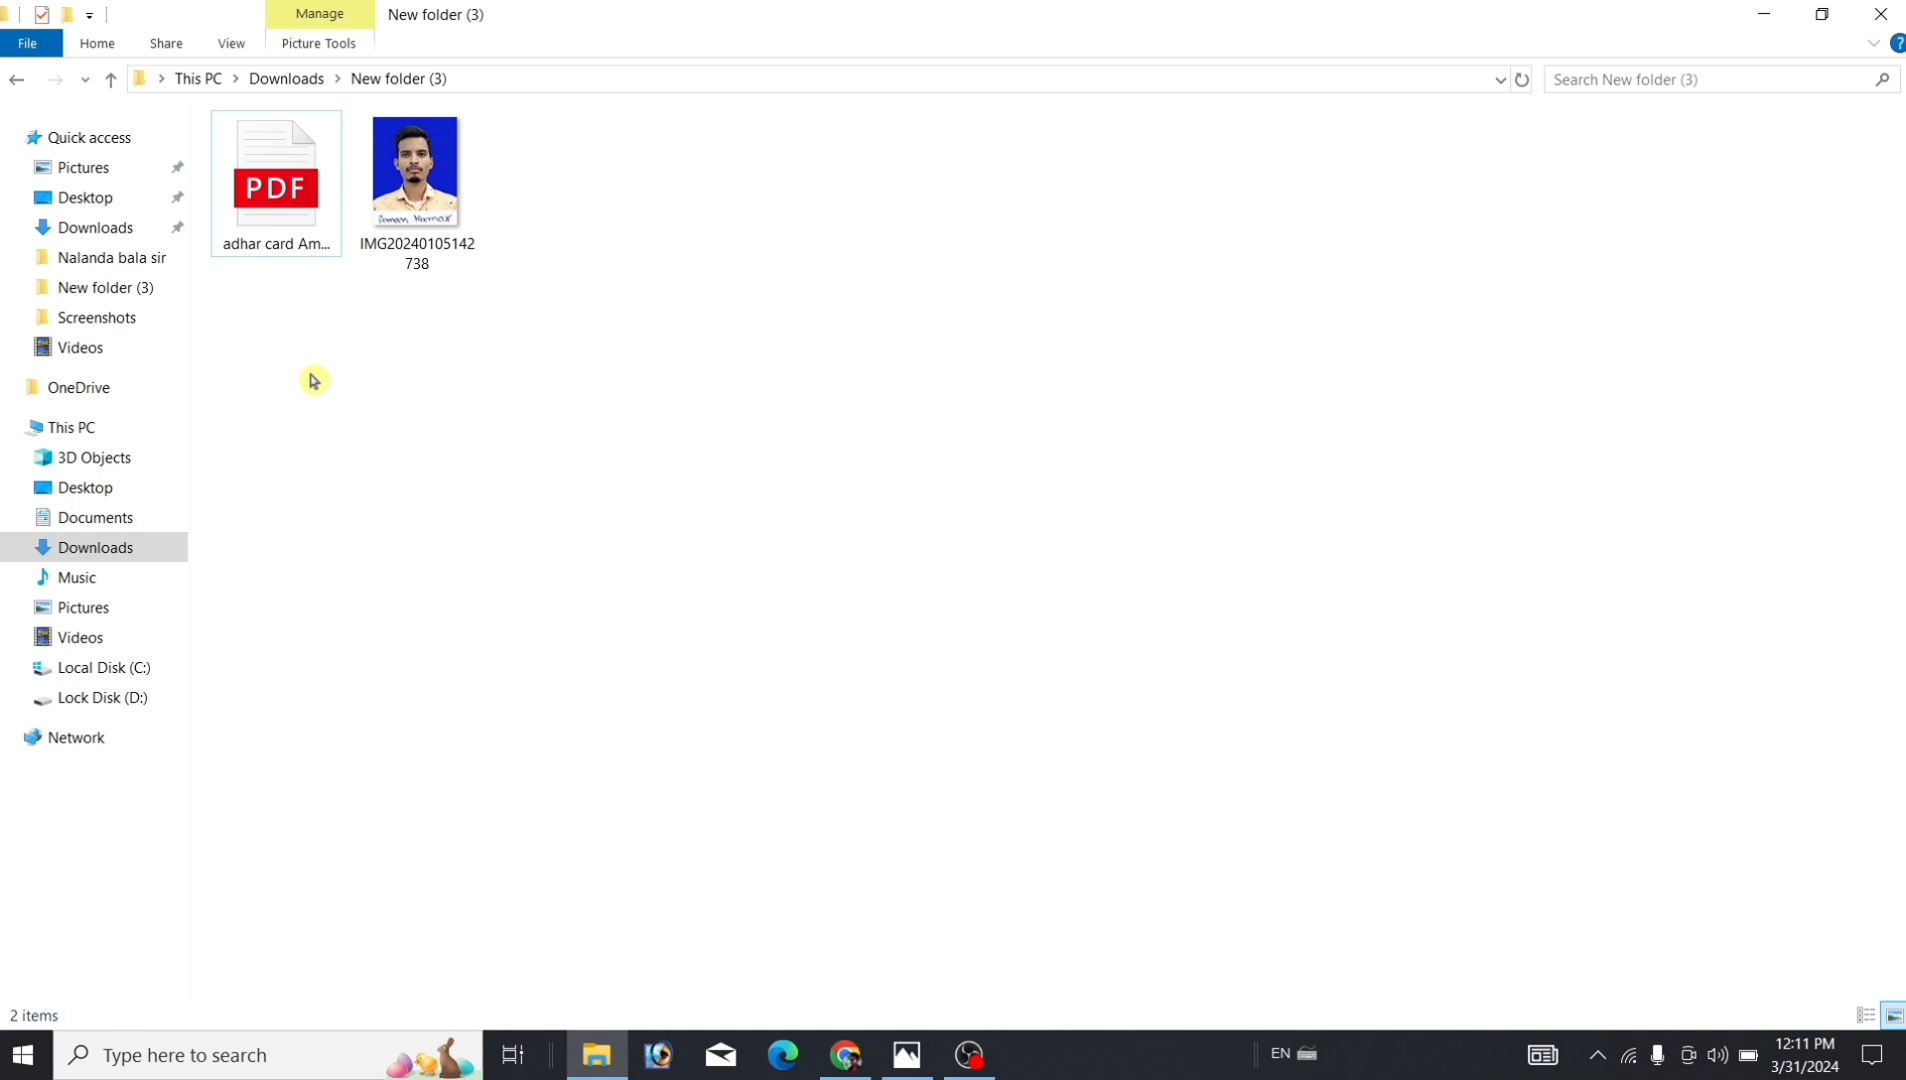 Manage
New folder (3)
File
Home
Share
View
Picture Tools
This PC
Downloads
New folder (3)
Search New folder (3)
Quick access
Pictures
Desktop
Downloads
Nalanda bala sir
New folder (3)
Screenshots
Videos
OneDrive
This PC
3D Objects
Desktop
Documents
Downloads
Music
Pictures
Videos
Local Disk (C:)
Lock Disk (D:)
Network
PDF
adhar card Am...
Aman Kumar
IMG20240105142
738
2 items
Type here to search
EN
12:11 PM
3/31/2024